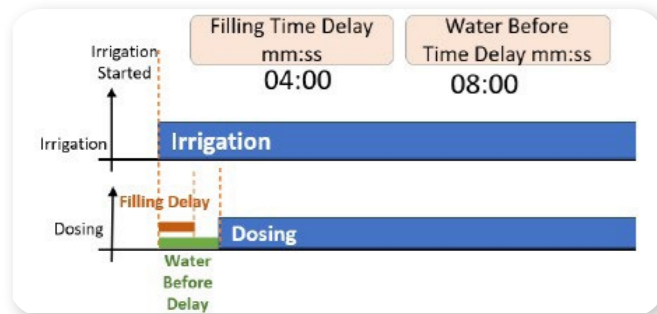 Filling Time Delay
mm:ss
Water Before
Time Delay mm:ss
04:00
08:00
Irrigation
Started
Irrigation
Irrigation
Filling Delay
Dosing
Dosing
Water
Before
Delay